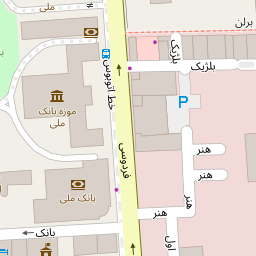 ملی
برلن
بلژیک
بلژیک
خط اتوبوس
موزه بانک
ملی
P
فردوسی
هنر
هنر
بانک ملی
هنر
هنر
بانک
اول